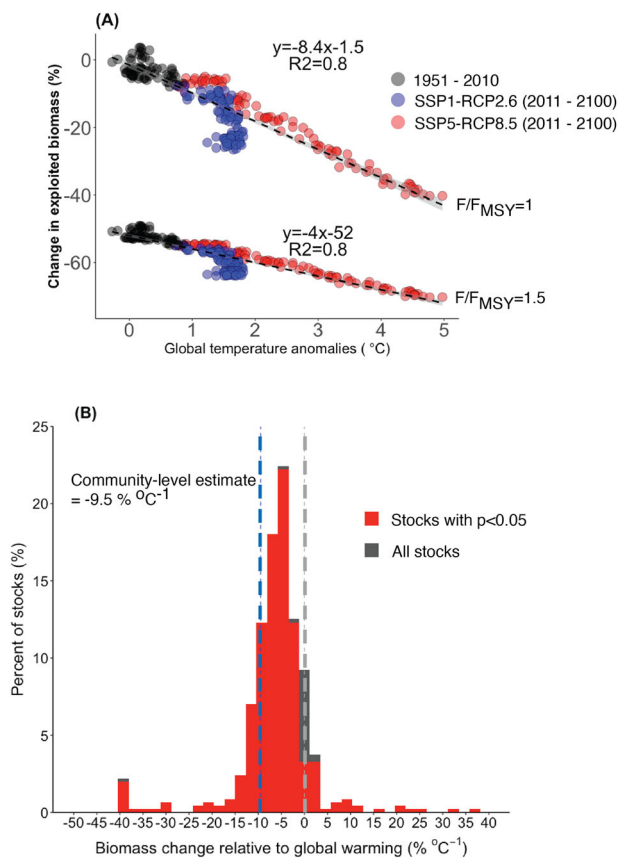 (A)
y=-8.4x-1.5
R2=0.8
1951 - 2010
SSP1-RCP2.6 (2011 - 2100)
SSP5-RCP8.5 (2011 - 2100)
Change in exploited biomass (%)
0
-20
-40
-60
F/FMSY=1
y=-4x-52
R2=0.8
F/FMSY=1.5
0 1 2 3 4 5
Global temperature anomalies ( °C)
(B)
25
20
15
10
5
0
Percent of stocks (%)
Community-level estimate
= -9.5 % °C⁻¹
Stocks with p<0.05
All stocks
-50 -45 -40 -35 -30 -25 -20 -15 -10 -5 0 5 10 15 20 25 30 35 40
Biomass change relative to global warming (% °C⁻¹)